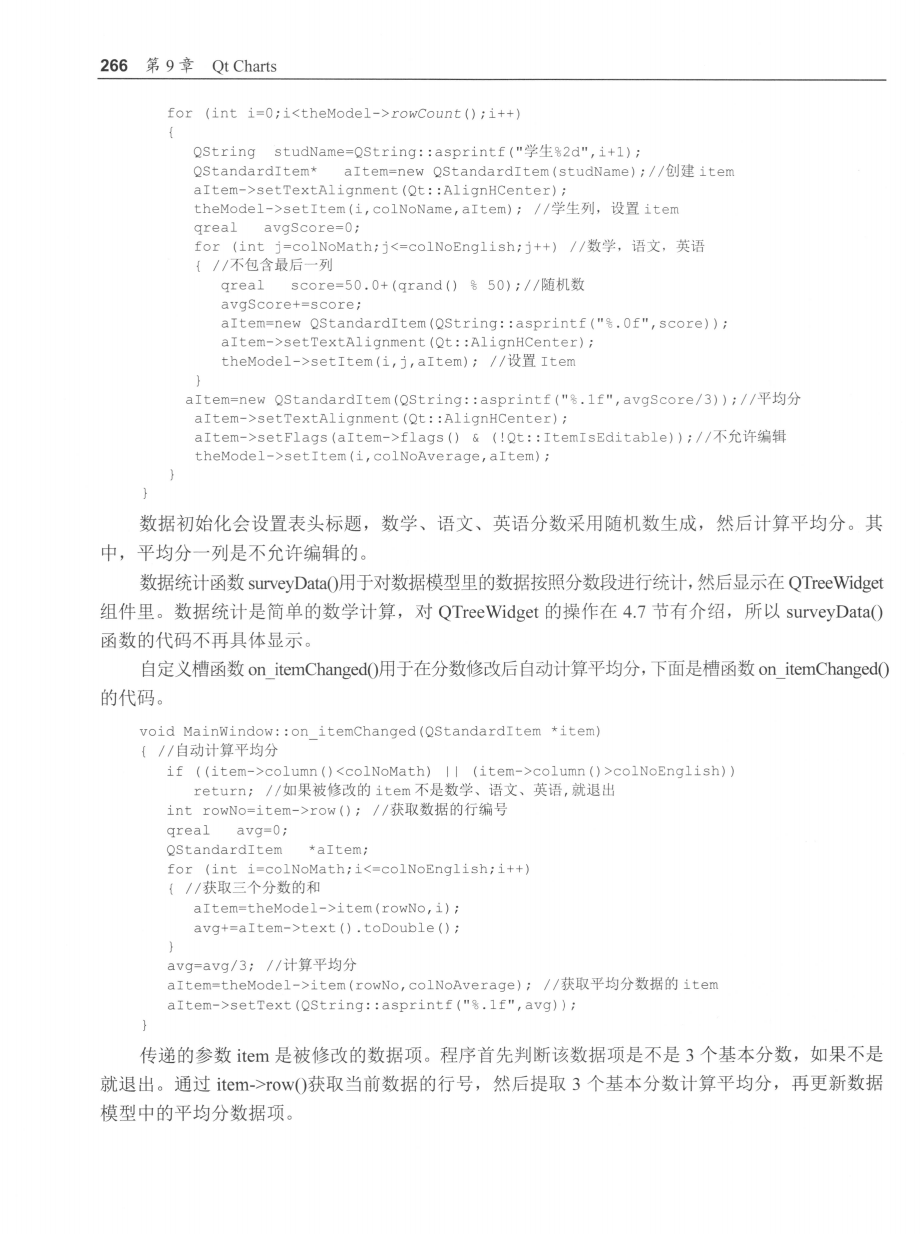 266 第 9 章 Qt Charts
for (int i=0;i<theModel->rowCount();i++)
{
QString studName=QString::asprintf("学生%2d",i+1);
QStandardItem* aItem=new QStandardItem(studName);//创建 item
aItem->setTextAlignment(Qt::AlignHCenter);
theModel->setItem(i,colNoName,aItem); //学生列，设置 item
qreal avgScore=0;
for (int j=colNoMath;j<=colNoEnglish;j++) //数学，语文，英语
{ //不包含最后一列
qreal score=50.0+(qrand() % 50);//随机数
avgScore+=score;
aItem=new QStandardItem(QString::asprintf("%.0f",score));
aItem->setTextAlignment(Qt::AlignHCenter);
theModel->setItem(i,j,aItem); //设置 Item
}
aItem=new QStandardItem(QString::asprintf("%.1f",avgScore/3));//平均分
aItem->setTextAlignment(Qt::AlignHCenter);
aItem->setFlags(aItem->flags() & (!Qt::ItemIsEditable));//不允许编辑
theModel->setItem(i,colNoAverage,aItem);
}
}
数据初始化会设置表头标题，数学、语文、英语分数采用随机数生成，然后计算平均分。其
中，平均分一列是不允许编辑的。
数据统计函数 surveyData()用于对数据模型里的数据按照分数段进行统计，然后显示在 QTreeWidget
组件里。数据统计是简单的数学计算，对 QTreeWidget 的操作在 4.7 节有介绍，所以 surveyData()
函数的代码不再具体显示。
自定义槽函数 on_itemChanged()用于在分数修改后自动计算平均分，下面是槽函数 on_itemChanged()
的代码。
void MainWindow::on_itemChanged(QStandardItem *item)
{ //自动计算平均分
if ((item->column()<colNoMath) || (item->column()>colNoEnglish))
return; //如果被修改的 item 不是数学、语文、英语,就退出
int rowNo=item->row(); //获取数据的行编号
qreal avg=0;
QStandardItem *aItem;
for (int i=colNoMath;i<=colNoEnglish;i++)
{ //获取三个分数的和
aItem=theModel->item(rowNo,i);
avg+=aItem->text().toDouble();
}
avg=avg/3; //计算平均分
aItem=theModel->item(rowNo,colNoAverage); //获取平均分数据的 item
aItem->setText(QString::asprintf("%.1f",avg));
}
传递的参数 item 是被修改的数据项。程序首先判断该数据项是不是 3 个基本分数，如果不是
就退出。通过 item->row()获取当前数据的行号，然后提取 3 个基本分数计算平均分，再更新数据
模型中的平均分数据项。